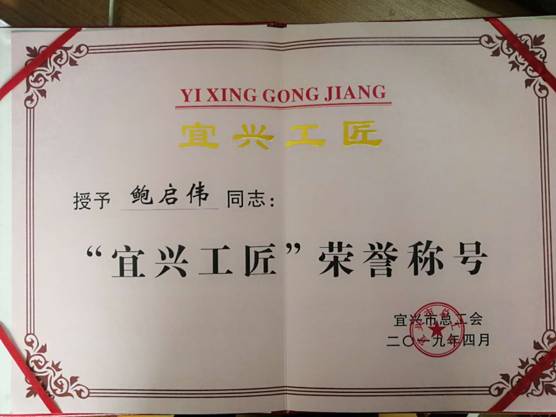 YI XING GONG JIANG
宜兴工匠
授予 鲍启伟 同志：
“宜兴工匠”荣誉称号
宜兴市总工会
二〇一九年四月